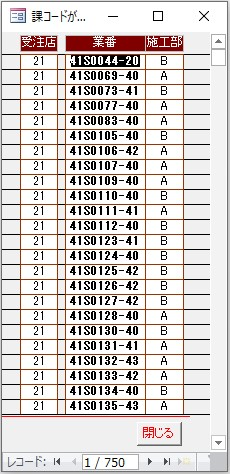 課コードが...
受注店 業番 施工部
21 41S0044-20 B
21 41S0069-40 A
21 41S0073-41 B
21 41S0077-40 A
21 41S0083-40 A
21 41S0105-40 B
21 41S0106-42 A
21 41S0107-40 A
21 41S0109-40 A
21 41S0110-40 B
21 41S0111-41 A
21 41S0112-40 B
21 41S0123-41 B
21 41S0124-40 B
21 41S0125-42 B
21 41S0126-42 B
21 41S0127-42 B
21 41S0128-40 A
21 41S0130-40 B
21 41S0131-41 A
21 41S0132-43 A
21 41S0133-42 A
21 41S0134-40 B
21 41S0135-43 A
閉じる
レコード: 1 / 750